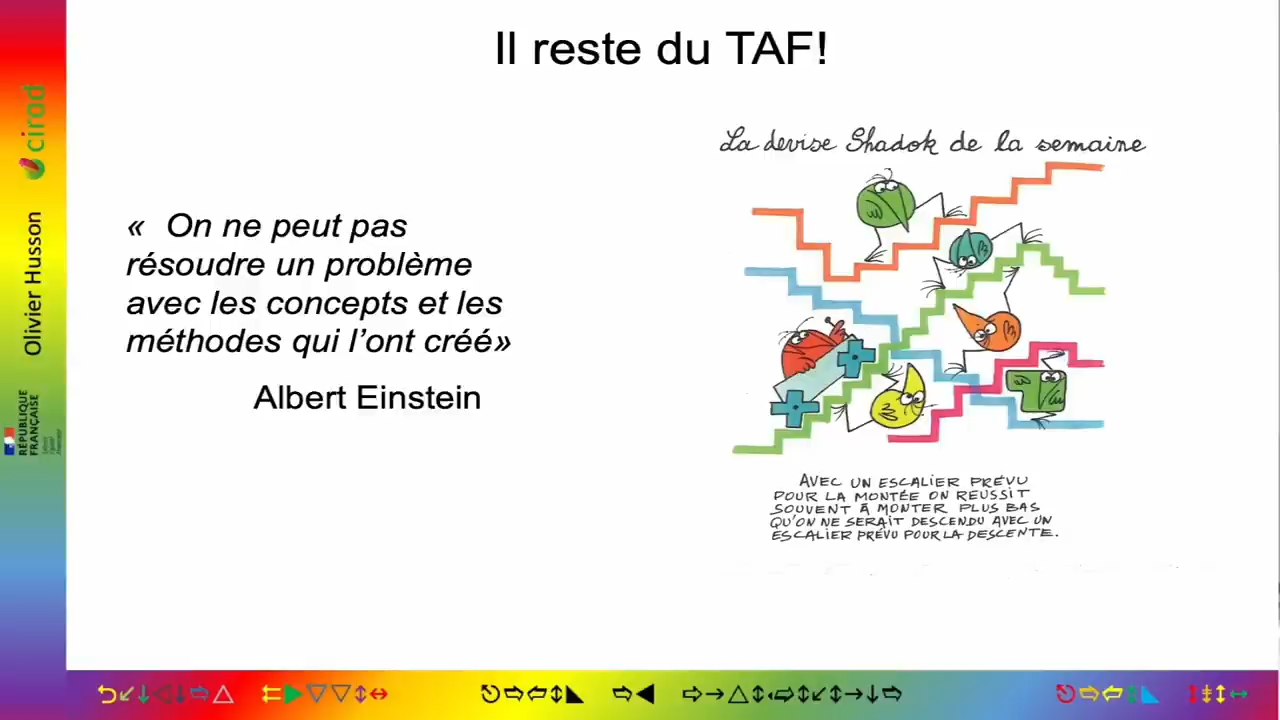 Il reste du TAF!
cirad
Olivier Husson
RÉPUBLIQUE
FRANÇAISE
« On ne peut pas
résoudre un problème
avec les concepts et les
méthodes qui l’ont créé»
Albert Einstein
La devise Shadok de la semaine
AVEC UN ESCALIER PRÉVU
POUR LA MONTÉE ON REUSSIT
SOUVENT À MONTER PLUS BAS
QU'ON NE SERAIT DESCENDU AVEC UN
ESCALIER PRÉVU POUR LA DESCENTE.